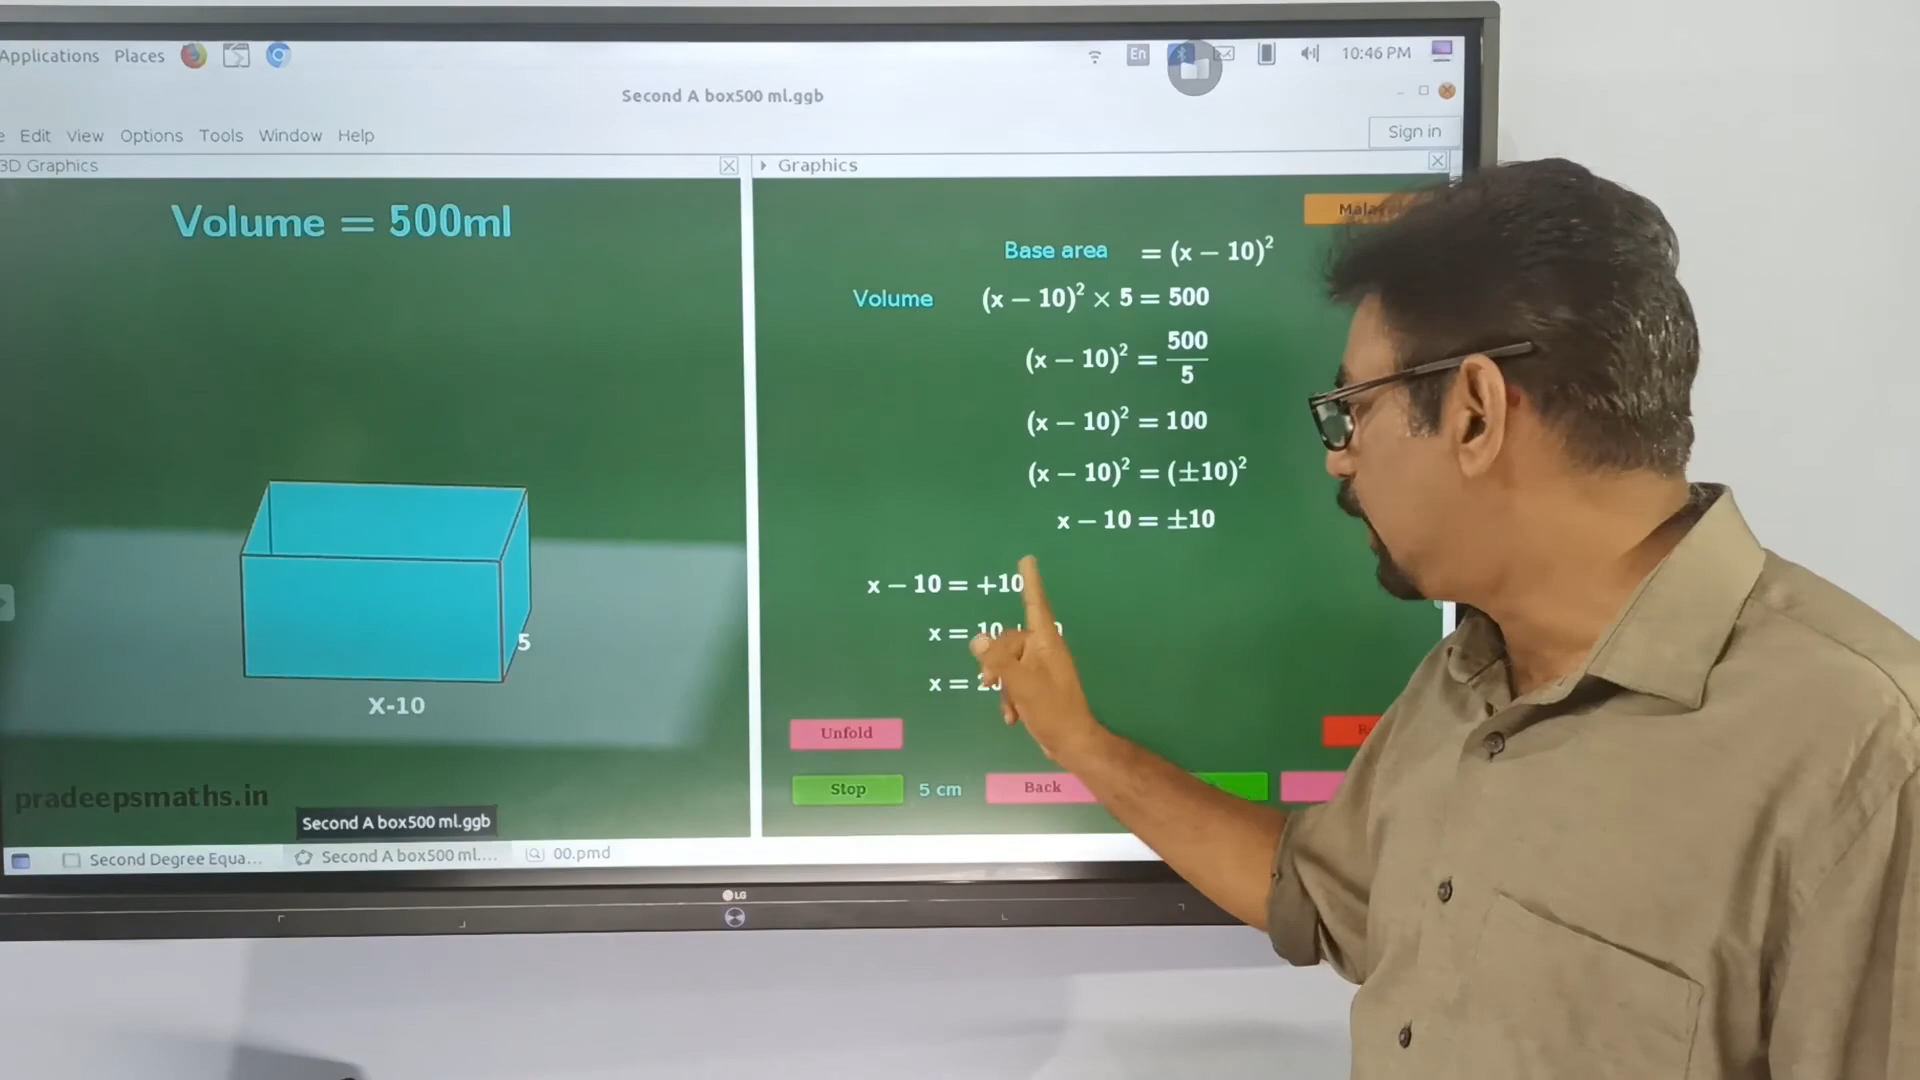 Applications Places
En
10:46 PM
Second A box500 ml.ggb
Edit View Options Tools Window Help
Sign in
3D Graphics
Graphics
Volume = 500ml
Base area = (x − 10)²
Volume (x − 10)² × 5 = 500
(x − 10)² = 500/5
(x − 10)² = 100
(x − 10)² = (±10)²
x − 10 = ±10
x − 10 = +10
x = 10
x =
5
X-10
Unfold
Stop 5 cm Back
pradeepsmaths.in
Second A box500 ml.ggb
Second Degree Equa...
Second A box500 ml....
00.pmd
LG